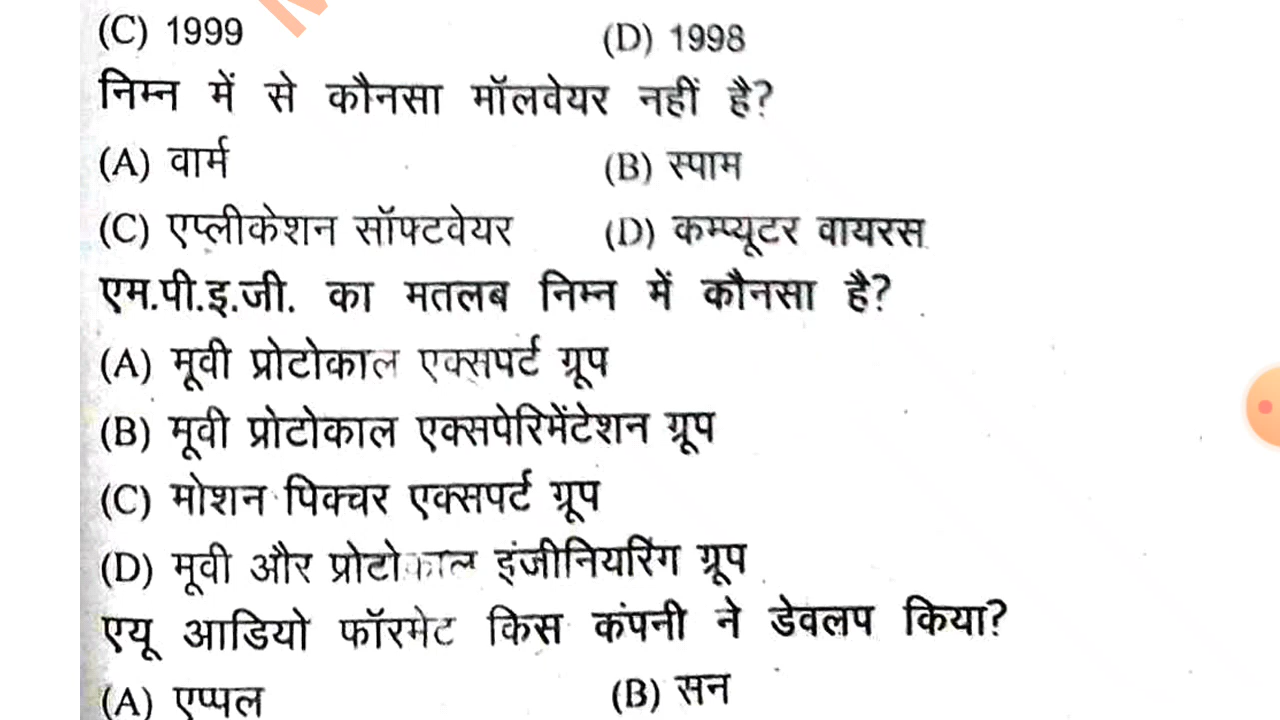 (C) 1999 (D) 1998
निम्न में से कौनसा मॉलवेयर नहीं है?
(A) वार्म (B) स्पाम
(C) एप्लीकेशन सॉफ्टवेयर (D) कम्प्यूटर वायरस
एम.पी.इ.जी. का मतलब निम्न में कौनसा है?
(A) मूवी प्रोटोकाल एक्सपर्ट ग्रूप
(B) मूवी प्रोटोकाल एक्सपेरिमेंटेशन ग्रूप
(C) मोशन पिक्चर एक्सपर्ट ग्रूप
(D) मूवी और प्रोटोकाल इंजीनियरिंग ग्रूप
एयू आडियो फॉरमेट किस कंपनी ने डेवलप किया?
(A) एप्पल (B) सन